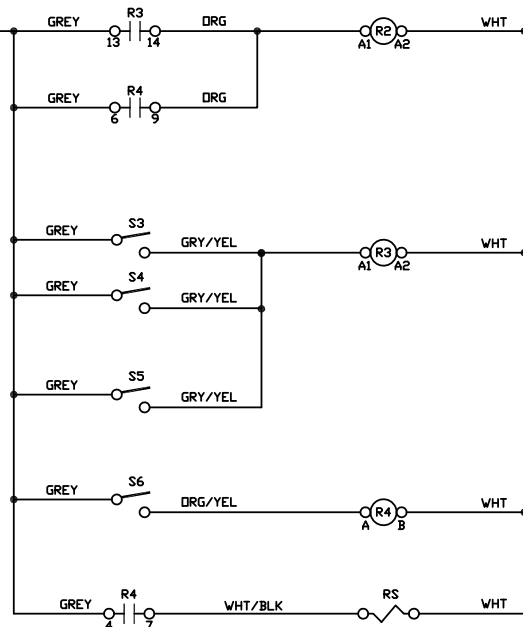 GREY R3 ORG R2 WHT
13 14 A1 A2
GREY R4 ORG
6 9
GREY S3 GRY/YEL R3 WHT
A1 A2
GREY S4 GRY/YEL
GREY S5 GRY/YEL
GREY S6 ORG/YEL R4 WHT
A B
GREY R4 WHT/BLK RS WHT
4 7